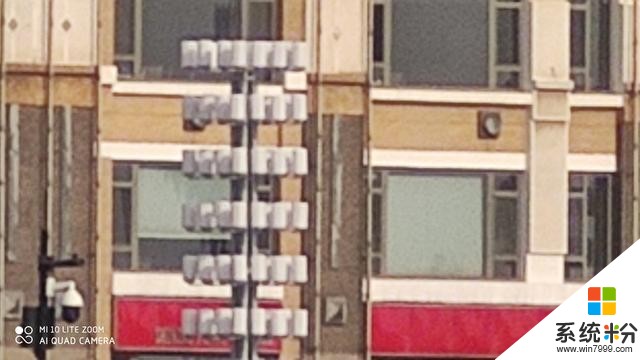 MI 10 LITE ZOOM
AI QUAD CAMERA
系统粉
www.win7999.com